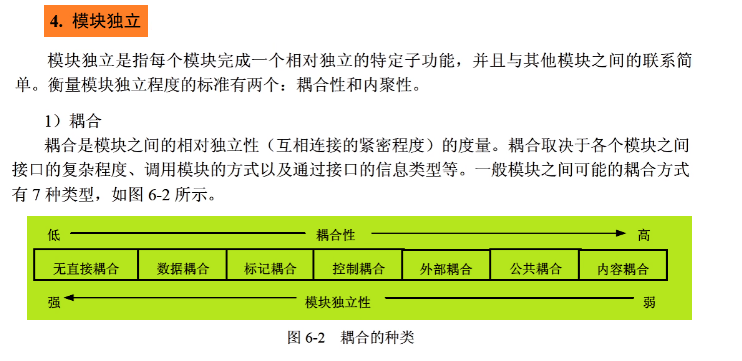 4. 模块独立
模块独立是指每个模块完成一个相对独立的特定子功能，并且与其他模块之间的联系简
单。衡量模块独立程度的标准有两个：耦合性和内聚性。
1）耦合
耦合是模块之间的相对独立性（互相连接的紧密程度）的度量。耦合取决于各个模块之间
接口的复杂程度、调用模块的方式以及通过接口的信息类型等。一般模块之间可能的耦合方式
有 7 种类型，如图 6-2 所示。
低 耦合性 高
无直接耦合 数据耦合 标记耦合 控制耦合 外部耦合 公共耦合 内容耦合
强 模块独立性 弱
图 6-2 耦合的种类